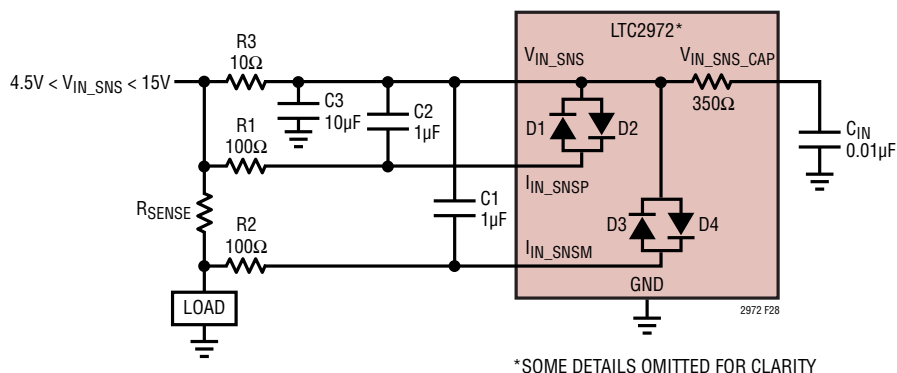 LTC2972*
R3
10Ω
V_IN_SNS
V_IN_SNS_CAP
4.5V < V_IN_SNS < 15V
350Ω
C3
10µF
C2
1µF
D1
D2
C_IN
0.01µF
R1
100Ω
I_IN_SNSP
R_SENSE
C1
1µF
R2
100Ω
D3
D4
I_IN_SNSM
GND
LOAD
2972 F28
*SOME DETAILS OMITTED FOR CLARITY